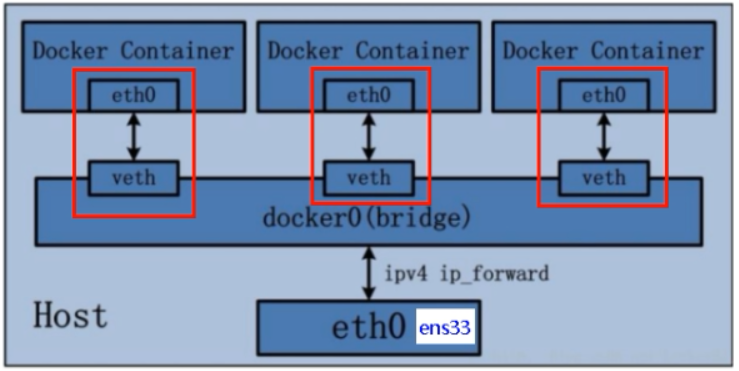 Docker Container
Docker Container
Docker Container
eth0
eth0
eth0
veth
veth
veth
docker0(bridge)
ipv4 ip_forward
Host
eth0 ens33